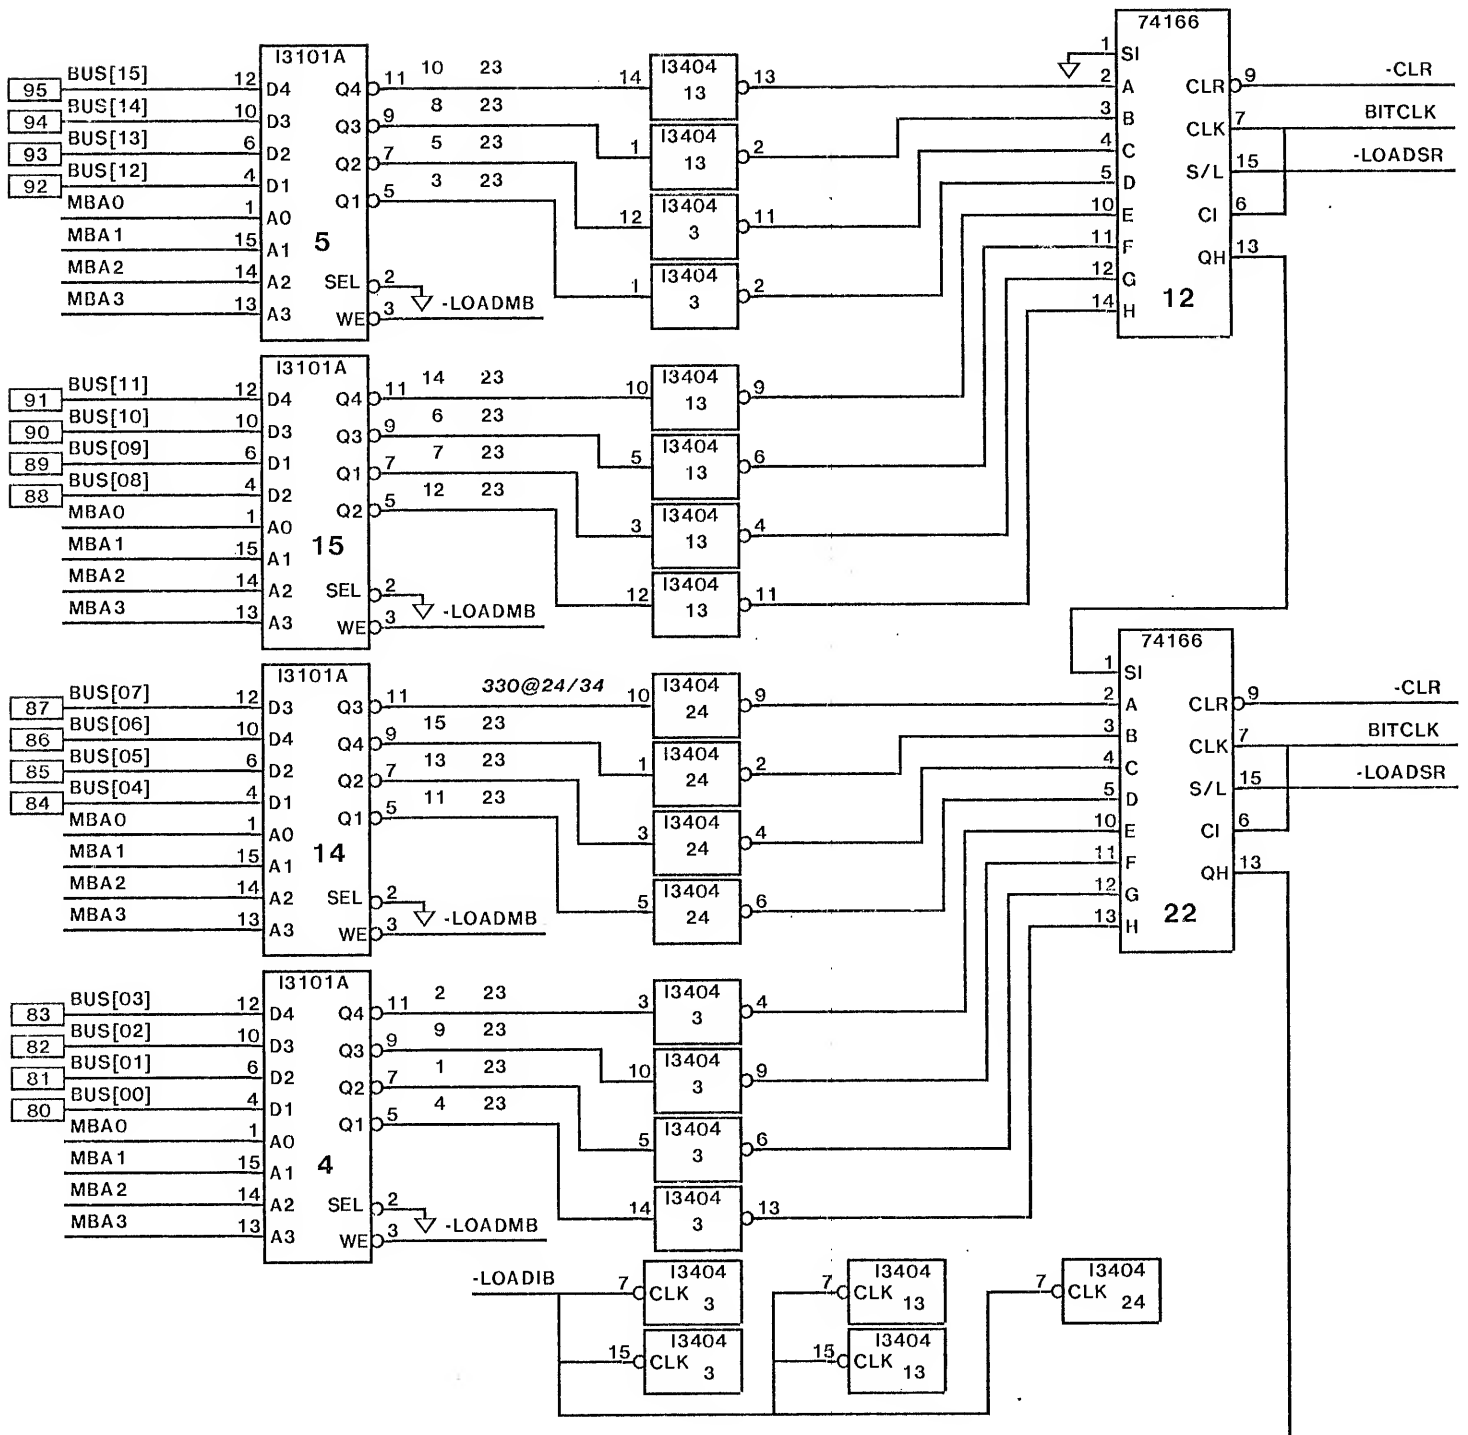 I3101A
95 BUS[15] 12 D4 Q4 11 10 23 14 I3404 13 13
94 BUS[14] 10 D3 Q3 9 8 23 1 I3404 13 2
93 BUS[13] 6 D2 Q2 7 5 23 12 I3404 3 11
92 BUS[12] 4 D1 Q1 5 3 23 1 I3404 3 2
MBA0 1 A0
MBA1 15 A1 5
MBA2 14 A2 SEL 2
MBA3 13 A3 WE 3 -LOADMB
74166
1 SI
2 A CLR 9 -CLR
3 B CLK 7 BITCLK
4 C S/L 15 -LOADSR
5 D CI 6
10 E QH 13
11 F
12 G 12
14 H
I3101A
91 BUS[11] 12 D4 Q4 11 14 23 10 I3404 13 9
90 BUS[10] 10 D3 Q3 9 6 23 5 I3404 13 6
89 BUS[09] 6 D1 Q1 7 7 23 3 I3404 13 4
88 BUS[08] 4 D2 Q2 5 12 23 12 I3404 13 11
MBA0 1 A0
MBA1 15 A1 15
MBA2 14 A2 SEL 2
MBA3 13 A3 WE 3 -LOADMB
I3101A
87 BUS[07] 12 D3 Q3 11 330@24/34 10 I3404 24 9
86 BUS[06] 10 D4 Q4 9 15 23 1 I3404 24 2
85 BUS[05] 6 D2 Q2 7 13 23 3 I3404 24 4
84 BUS[04] 4 D1 Q1 5 11 23 5 I3404 24 6
MBA0 1 A0
MBA1 15 A1 14
MBA2 14 A2 SEL 2
MBA3 13 A3 WE 3 -LOADMB
74166
1 SI
2 A CLR 9 -CLR
3 B CLK 7 BITCLK
4 C S/L 15 -LOADSR
5 D CI 6
10 E QH 13
11 F
12 G 22
13 H
I3101A
83 BUS[03] 12 D4 Q4 11 2 23 3 I3404 3 4
82 BUS[02] 10 D3 Q3 9 9 23 10 I3404 3 9
81 BUS[01] 6 D2 Q2 7 1 23 5 I3404 3 6
80 BUS[00] 4 D1 Q1 5 4 23 14 I3404 3 13
MBA0 1 A0
MBA1 15 A1 4
MBA2 14 A2 SEL 2
MBA3 13 A3 WE 3 -LOADMB
-LOADIB 7 CLK I3404 3 7 CLK I3404 13 7 CLK I3404 24
15 CLK I3404 3 15 CLK I3404 13